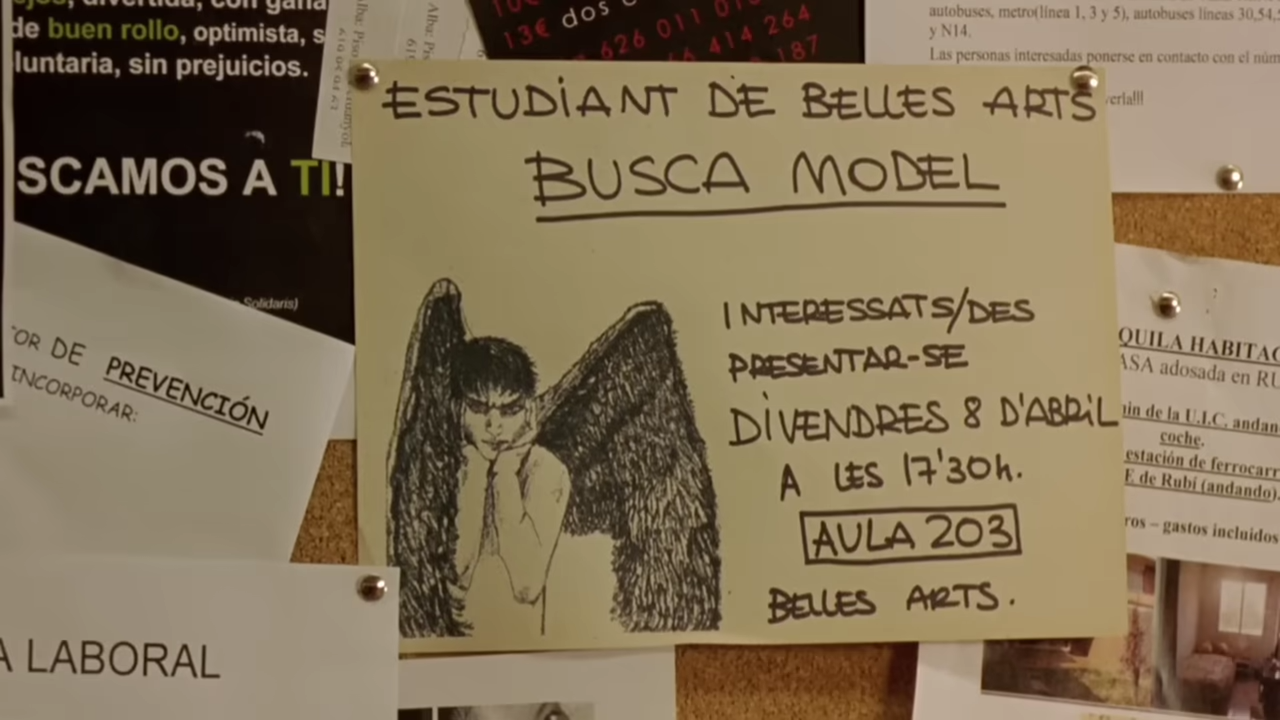 de buen rollo, optimista, s
luntaria, sin prejuicios.
SCAMOS A TI!
Solidaris)
OR DE PREVENCIÓN
INCORPORAR:
A LABORAL
13€ dos
626 011
414 264
187
autobuses, metro(línea 1, 3 y 5), autobuses líneas 30,54,
y N14.
Las personas interesadas ponerse en contacto con el núm
verla!!!
ESTUDIANT DE BELLES ARTS
BUSCA MODEL
INTERESSATS/DES
PRESENTAR-SE
DIVENDRES 8 D'ABRIL
A LES 17'30h.
AULA 203
BELLES ARTS.
QUILA HABITAC
ASA adosada en RU
min de la U.I.C. andan
coche.
estación de ferrocarr
E de Rubí (andando).
ros – gastos incluidos